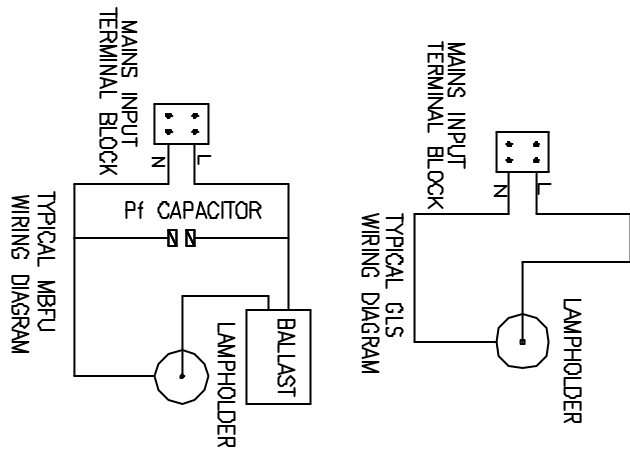 MAINS INPUT
TERMINAL BLOCK
N
L
Pf CAPACITOR
BALLAST
LAMPHOLDER
TYPICAL MBFU
WIRING DIAGRAM
MAINS INPUT
TERMINAL BLOCK
N
L
LAMPHOLDER
TYPICAL GLS
WIRING DIAGRAM